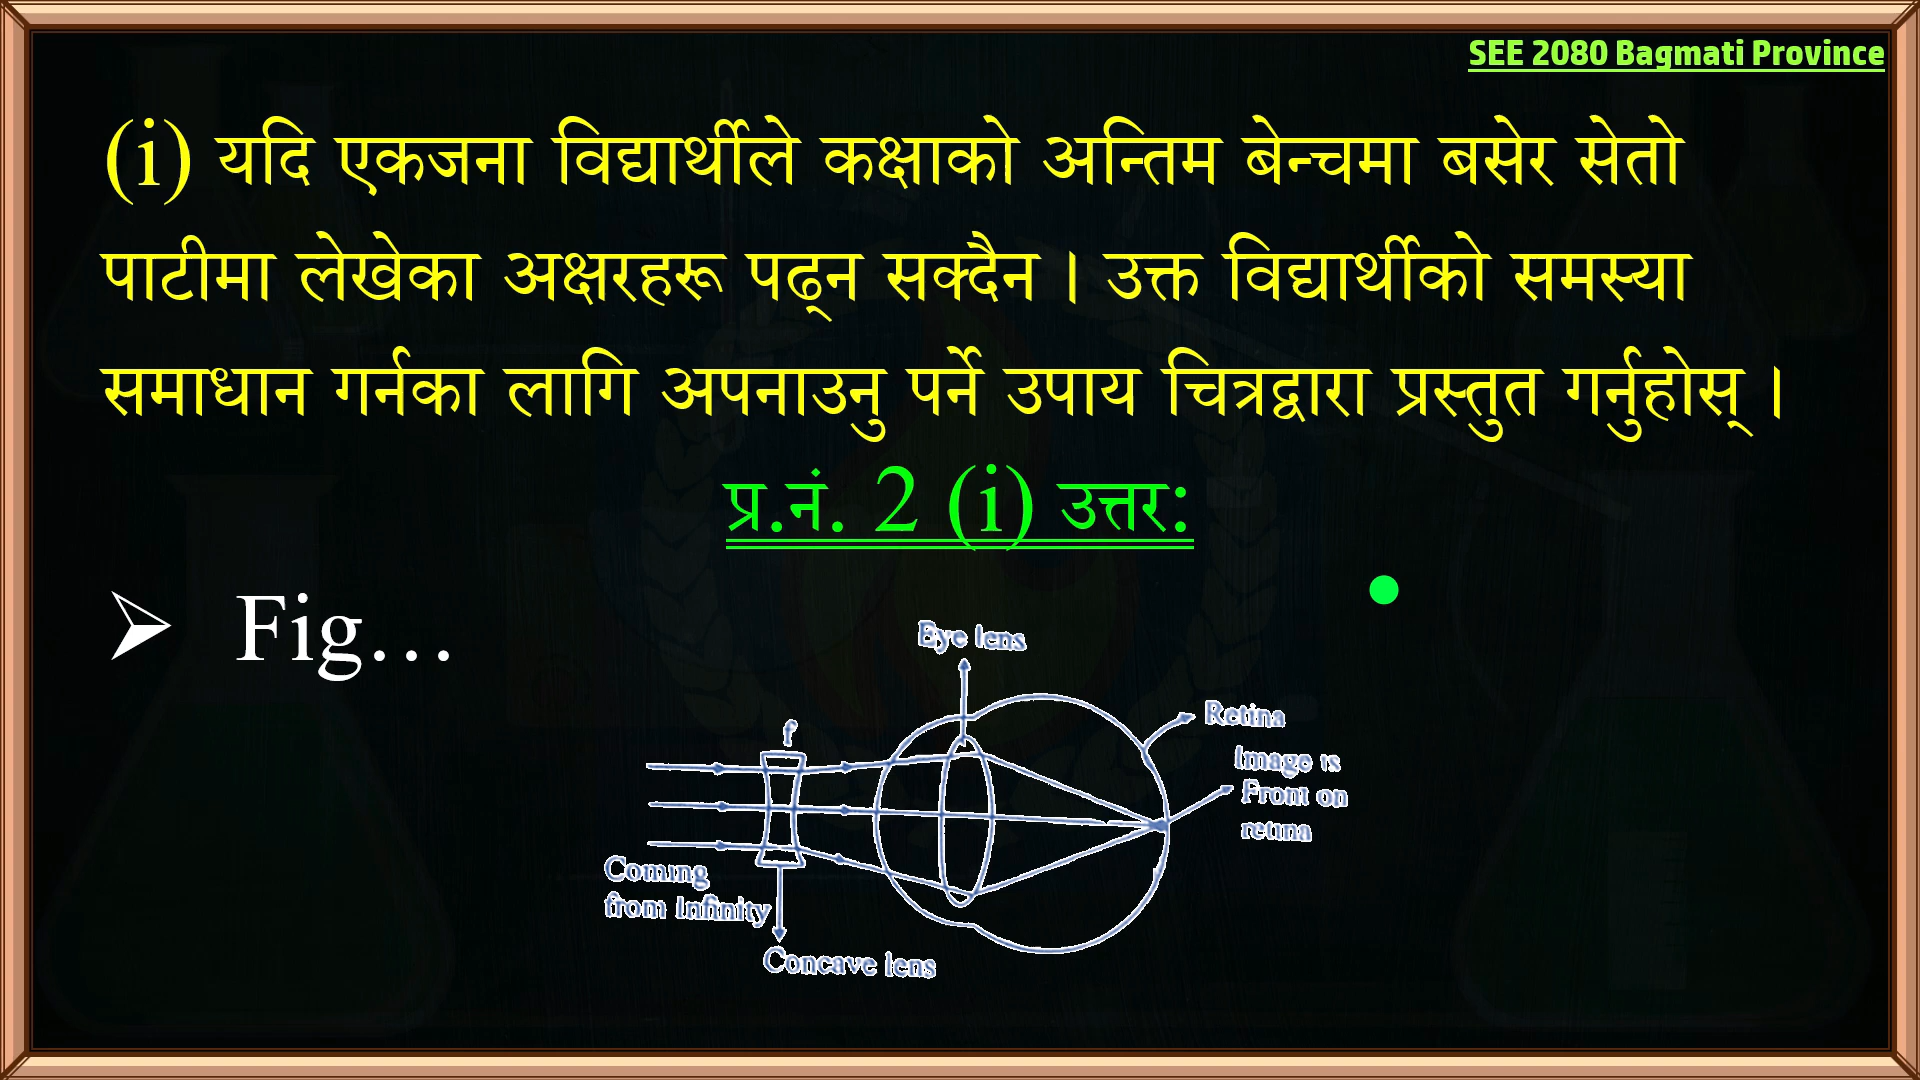 SEE 2080 Bagmati Province
(i) यदि एकजना विद्यार्थीले कक्षाको अन्तिम बेन्चमा बसेर सेतो
पाटीमा लेखेका अक्षरहरू पढ्न सक्दैन । उक्त विद्यार्थीको समस्या
समाधान गर्नका लागि अपनाउनु पर्ने उपाय चित्रद्वारा प्रस्तुत गर्नुहोस् ।
प्र.नं. 2 (i) उत्तर:
Fig…
Eye lens
Retina
f
Image is
Front on
retina
Coming
from Infinity
Concave lens